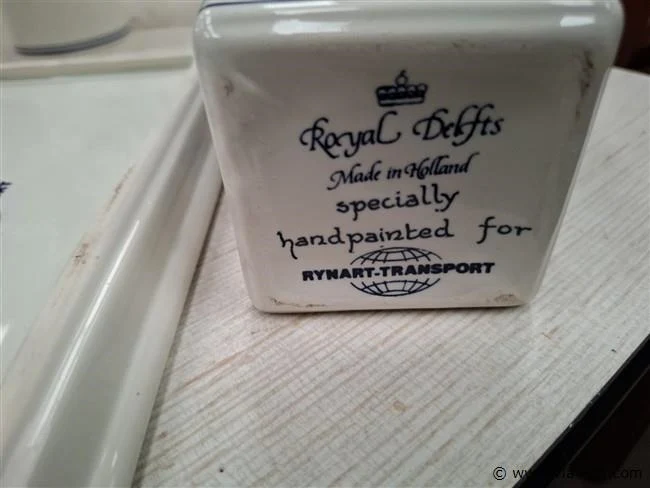 Royal Delfts
Made in Holland
specially
handpainted for
RYNART-TRANSPORT
©